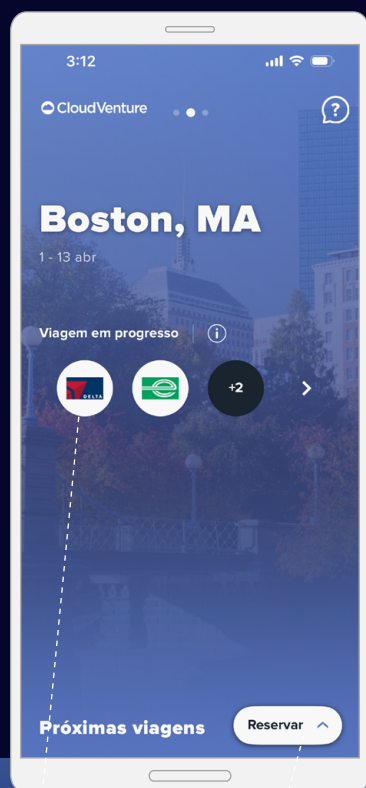 3:12
CloudVenture
?
Boston, MA
1 - 13 abr
Viagem em progresso
i
DELTA
+2
Próximas viagens
Reservar